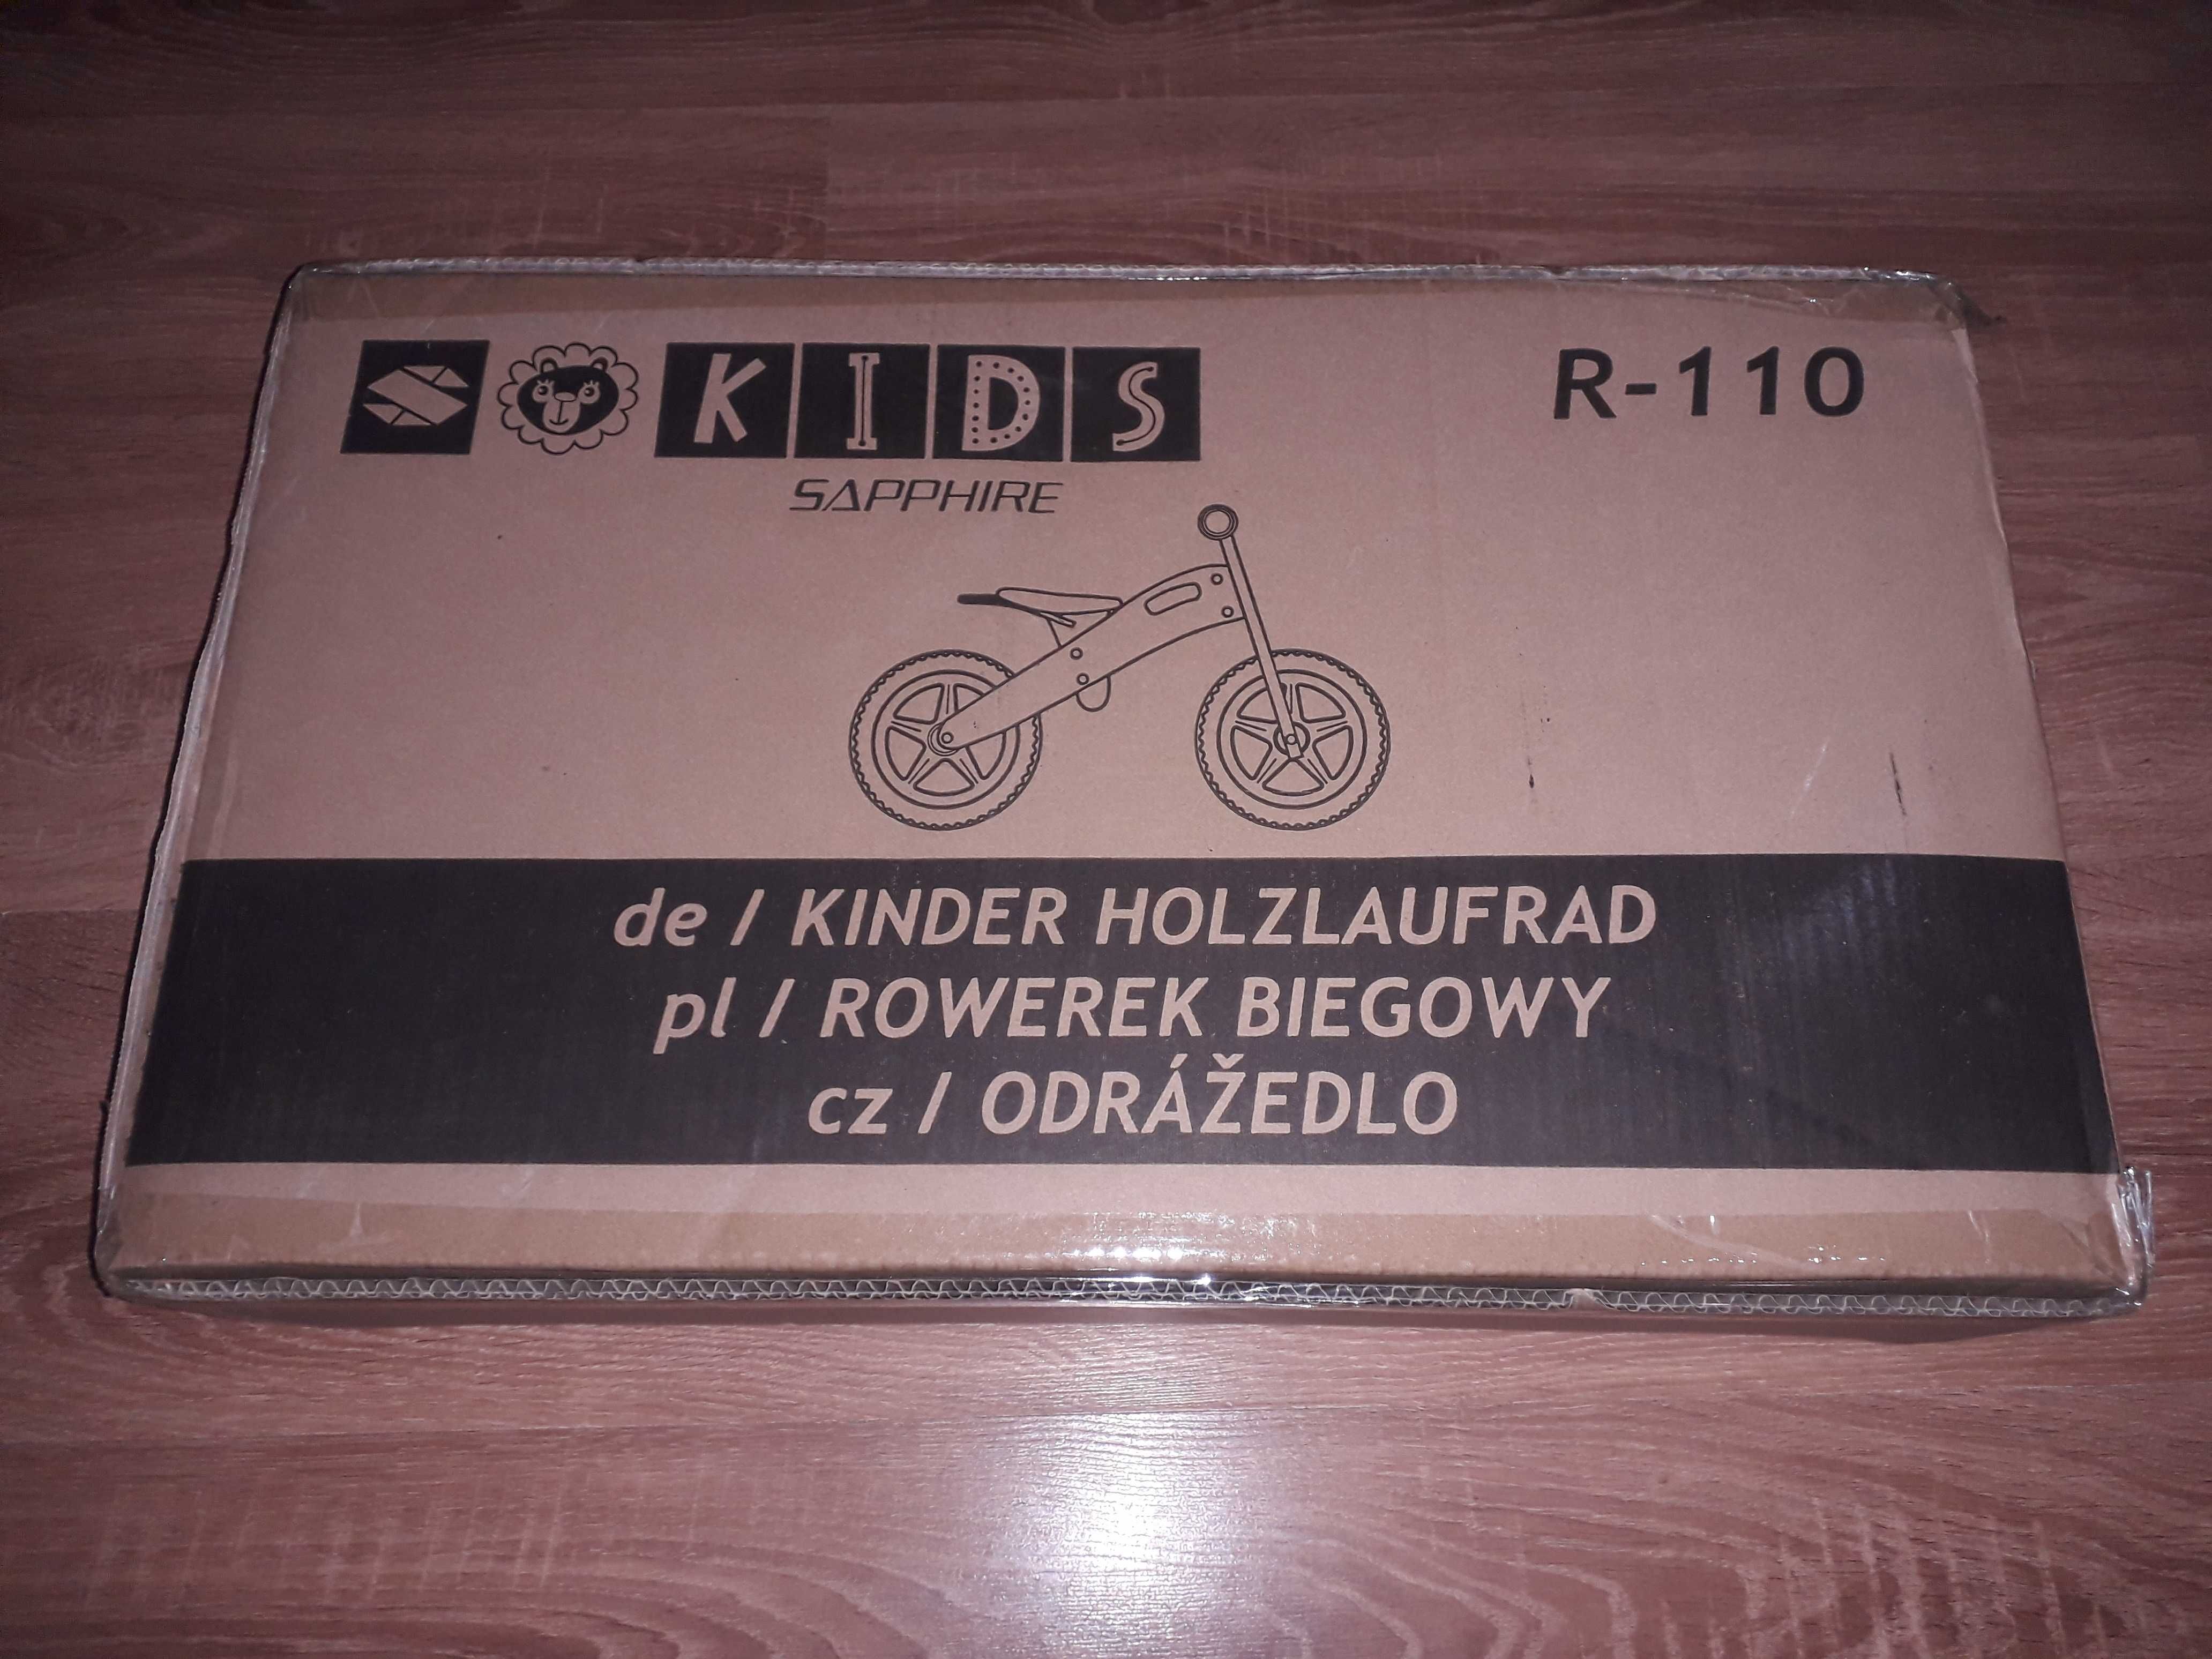 KIDS
SAPPHIRE
R-110
de / KINDER HOLZLAUFRAD
pl / ROWEREK BIEGOWY
cz / ODRÁŽEDLO